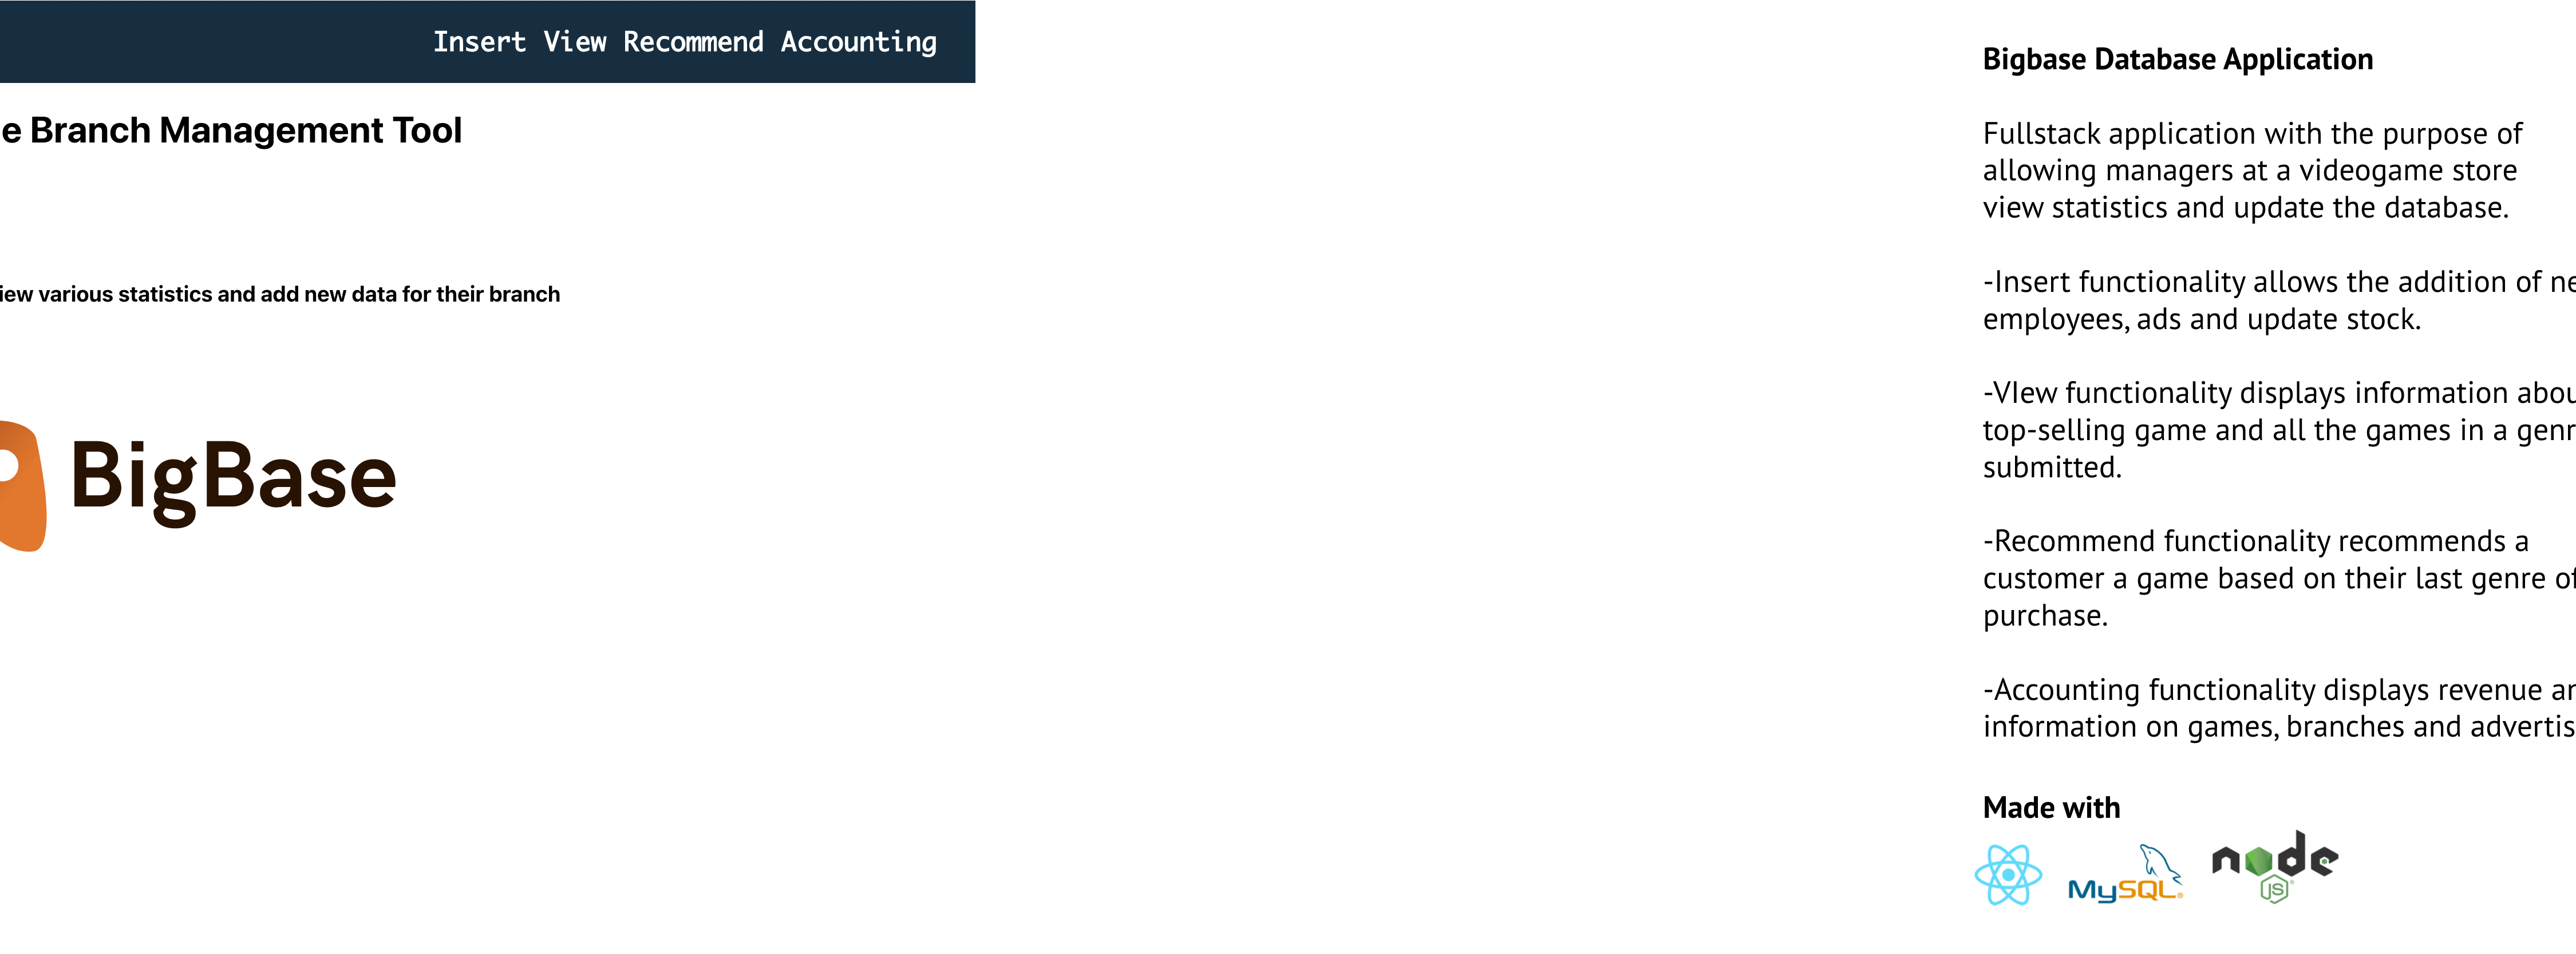 Insert View Recommend Accounting
e Branch Management Tool
iew various statistics and add new data for their branch
BigBase
Bigbase Database Application
Fullstack application with the purpose of
allowing managers at a videogame store
view statistics and update the database.
-Insert functionality allows the addition of ne
employees, ads and update stock.
-VIew functionality displays information abou
top-selling game and all the games in a genr
submitted.
-Recommend functionality recommends a
customer a game based on their last genre of
purchase.
-Accounting functionality displays revenue an
information on games, branches and advertis
Made with
MySQL
node
JS